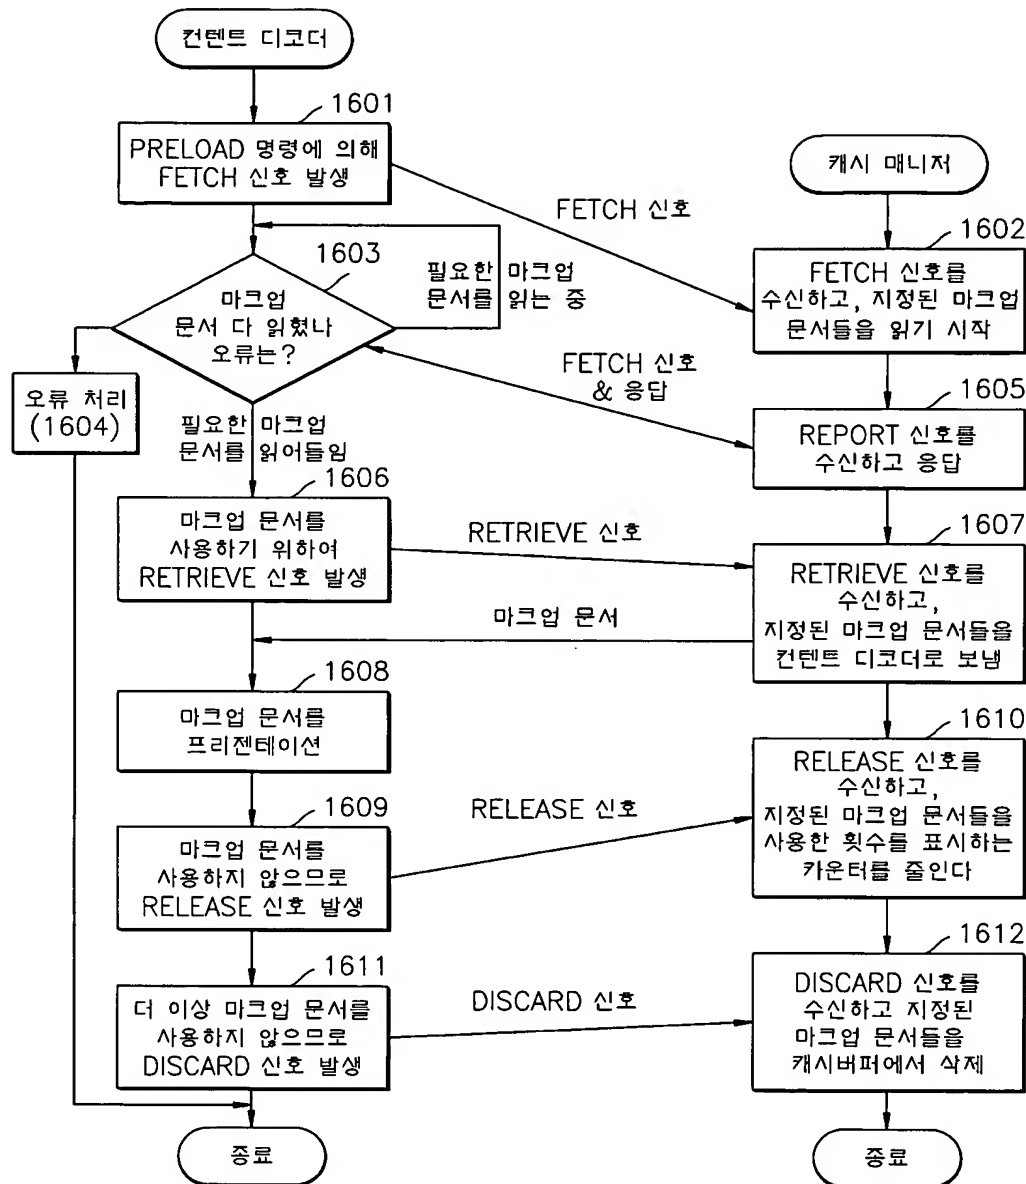 컨텐트 디코더
1601
PRELOAD 명령에 의해
FETCH 신호 발생
캐시 매니저
FETCH 신호
1602
FETCH 신호를
수신하고, 지정된 마크업
문서들을 읽기 시작
1603
필요한 마크업
문서를 읽는 중
마크업
문서 다 읽혔나
오류는?
FETCH 신호
& 응답
오류 처리
(1604)
1605
REPORT 신호를
수신하고 응답
필요한 마크업
문서를 읽어들임
1606
마크업 문서를
사용하기 위하여
RETRIEVE 신호 발생
RETRIEVE 신호
1607
RETRIEVE 신호를
수신하고,
지정된 마크업 문서들을
컨텐트 디코더로 보냄
마크업 문서
1608
마크업 문서를
프리젠테이션
1610
RELEASE 신호를
수신하고,
지정된 마크업 문서들을
사용한 횟수를 표시하는
카운터를 줄인다
1609
마크업 문서를
사용하지 않으므로
RELEASE 신호 발생
RELEASE 신호
1611
더 이상 마크업 문서를
사용하지 않으므로
DISCARD 신호 발생
DISCARD 신호
1612
DISCARD 신호를
수신하고 지정된
마크업 문서들을
캐시버퍼에서 삭제
종료
종료